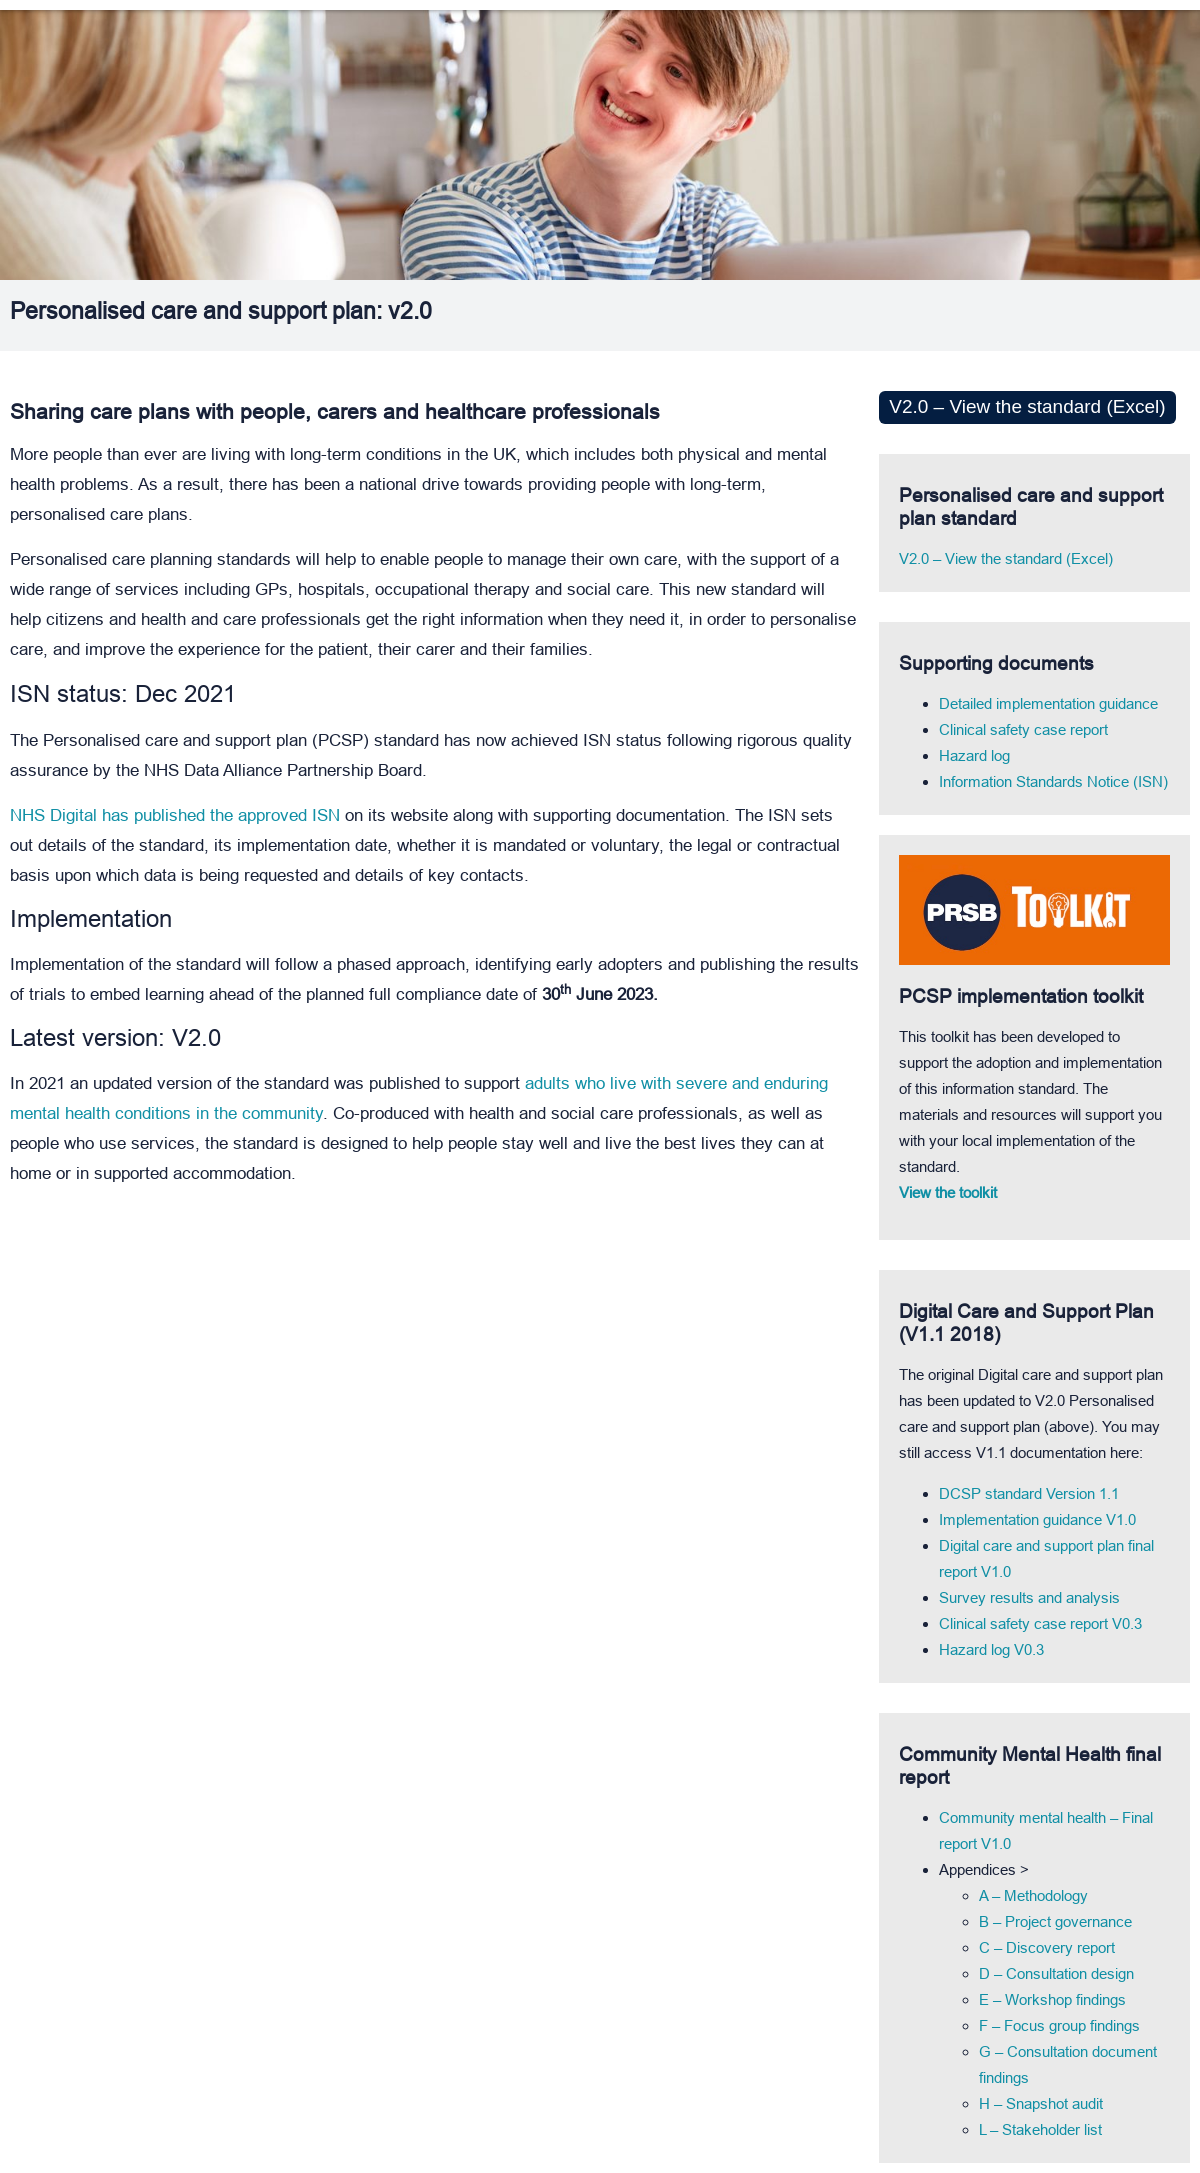 Personalised care and support plan: v2.0
Sharing care plans with people, carers and healthcare professionals
More people than ever are living with long-term conditions in the UK, which includes both physical and mental
health problems. As a result, there has been a national drive towards providing people with long-term,
personalised care plans.
Personalised care planning standards will help to enable people to manage their own care, with the support of a
wide range of services including GPs, hospitals, occupational therapy and social care. This new standard will
help citizens and health and care professionals get the right information when they need it, in order to personalise
care, and improve the experience for the patient, their carer and their families.
ISN status: Dec 2021
The Personalised care and support plan (PCSP) standard has now achieved ISN status following rigorous quality
assurance by the NHS Data Alliance Partnership Board.
NHS Digital has published the approved ISN on its website along with supporting documentation. The ISN sets
out details of the standard, its implementation date, whether it is mandated or voluntary, the legal or contractual
basis upon which data is being requested and details of key contacts.
Implementation
Implementation of the standard will follow a phased approach, identifying early adopters and publishing the results
of trials to embed learning ahead of the planned full compliance date of 30th June 2023.
Latest version: V2.0
In 2021 an updated version of the standard was published to support adults who live with severe and enduring
mental health conditions in the community. Co-produced with health and social care professionals, as well as
people who use services, the standard is designed to help people stay well and live the best lives they can at
home or in supported accommodation.
V2.0 – View the standard (Excel)
Personalised care and support
plan standard
V2.0 – View the standard (Excel)
Supporting documents
Detailed implementation guidance
Clinical safety case report
Hazard log
Information Standards Notice (ISN)
PRSB TOOLKIT
PCSP implementation toolkit
This toolkit has been developed to
support the adoption and implementation
of this information standard. The
materials and resources will support you
with your local implementation of the
standard.
View the toolkit
Digital Care and Support Plan
(V1.1 2018)
The original Digital care and support plan
has been updated to V2.0 Personalised
care and support plan (above). You may
still access V1.1 documentation here:
DCSP standard Version 1.1
Implementation guidance V1.0
Digital care and support plan final
report V1.0
Survey results and analysis
Clinical safety case report V0.3
Hazard log V0.3
Community Mental Health final
report
Community mental health – Final
report V1.0
Appendices >
A – Methodology
B – Project governance
C – Discovery report
D – Consultation design
E – Workshop findings
F – Focus group findings
G – Consultation document
findings
H – Snapshot audit
L – Stakeholder list